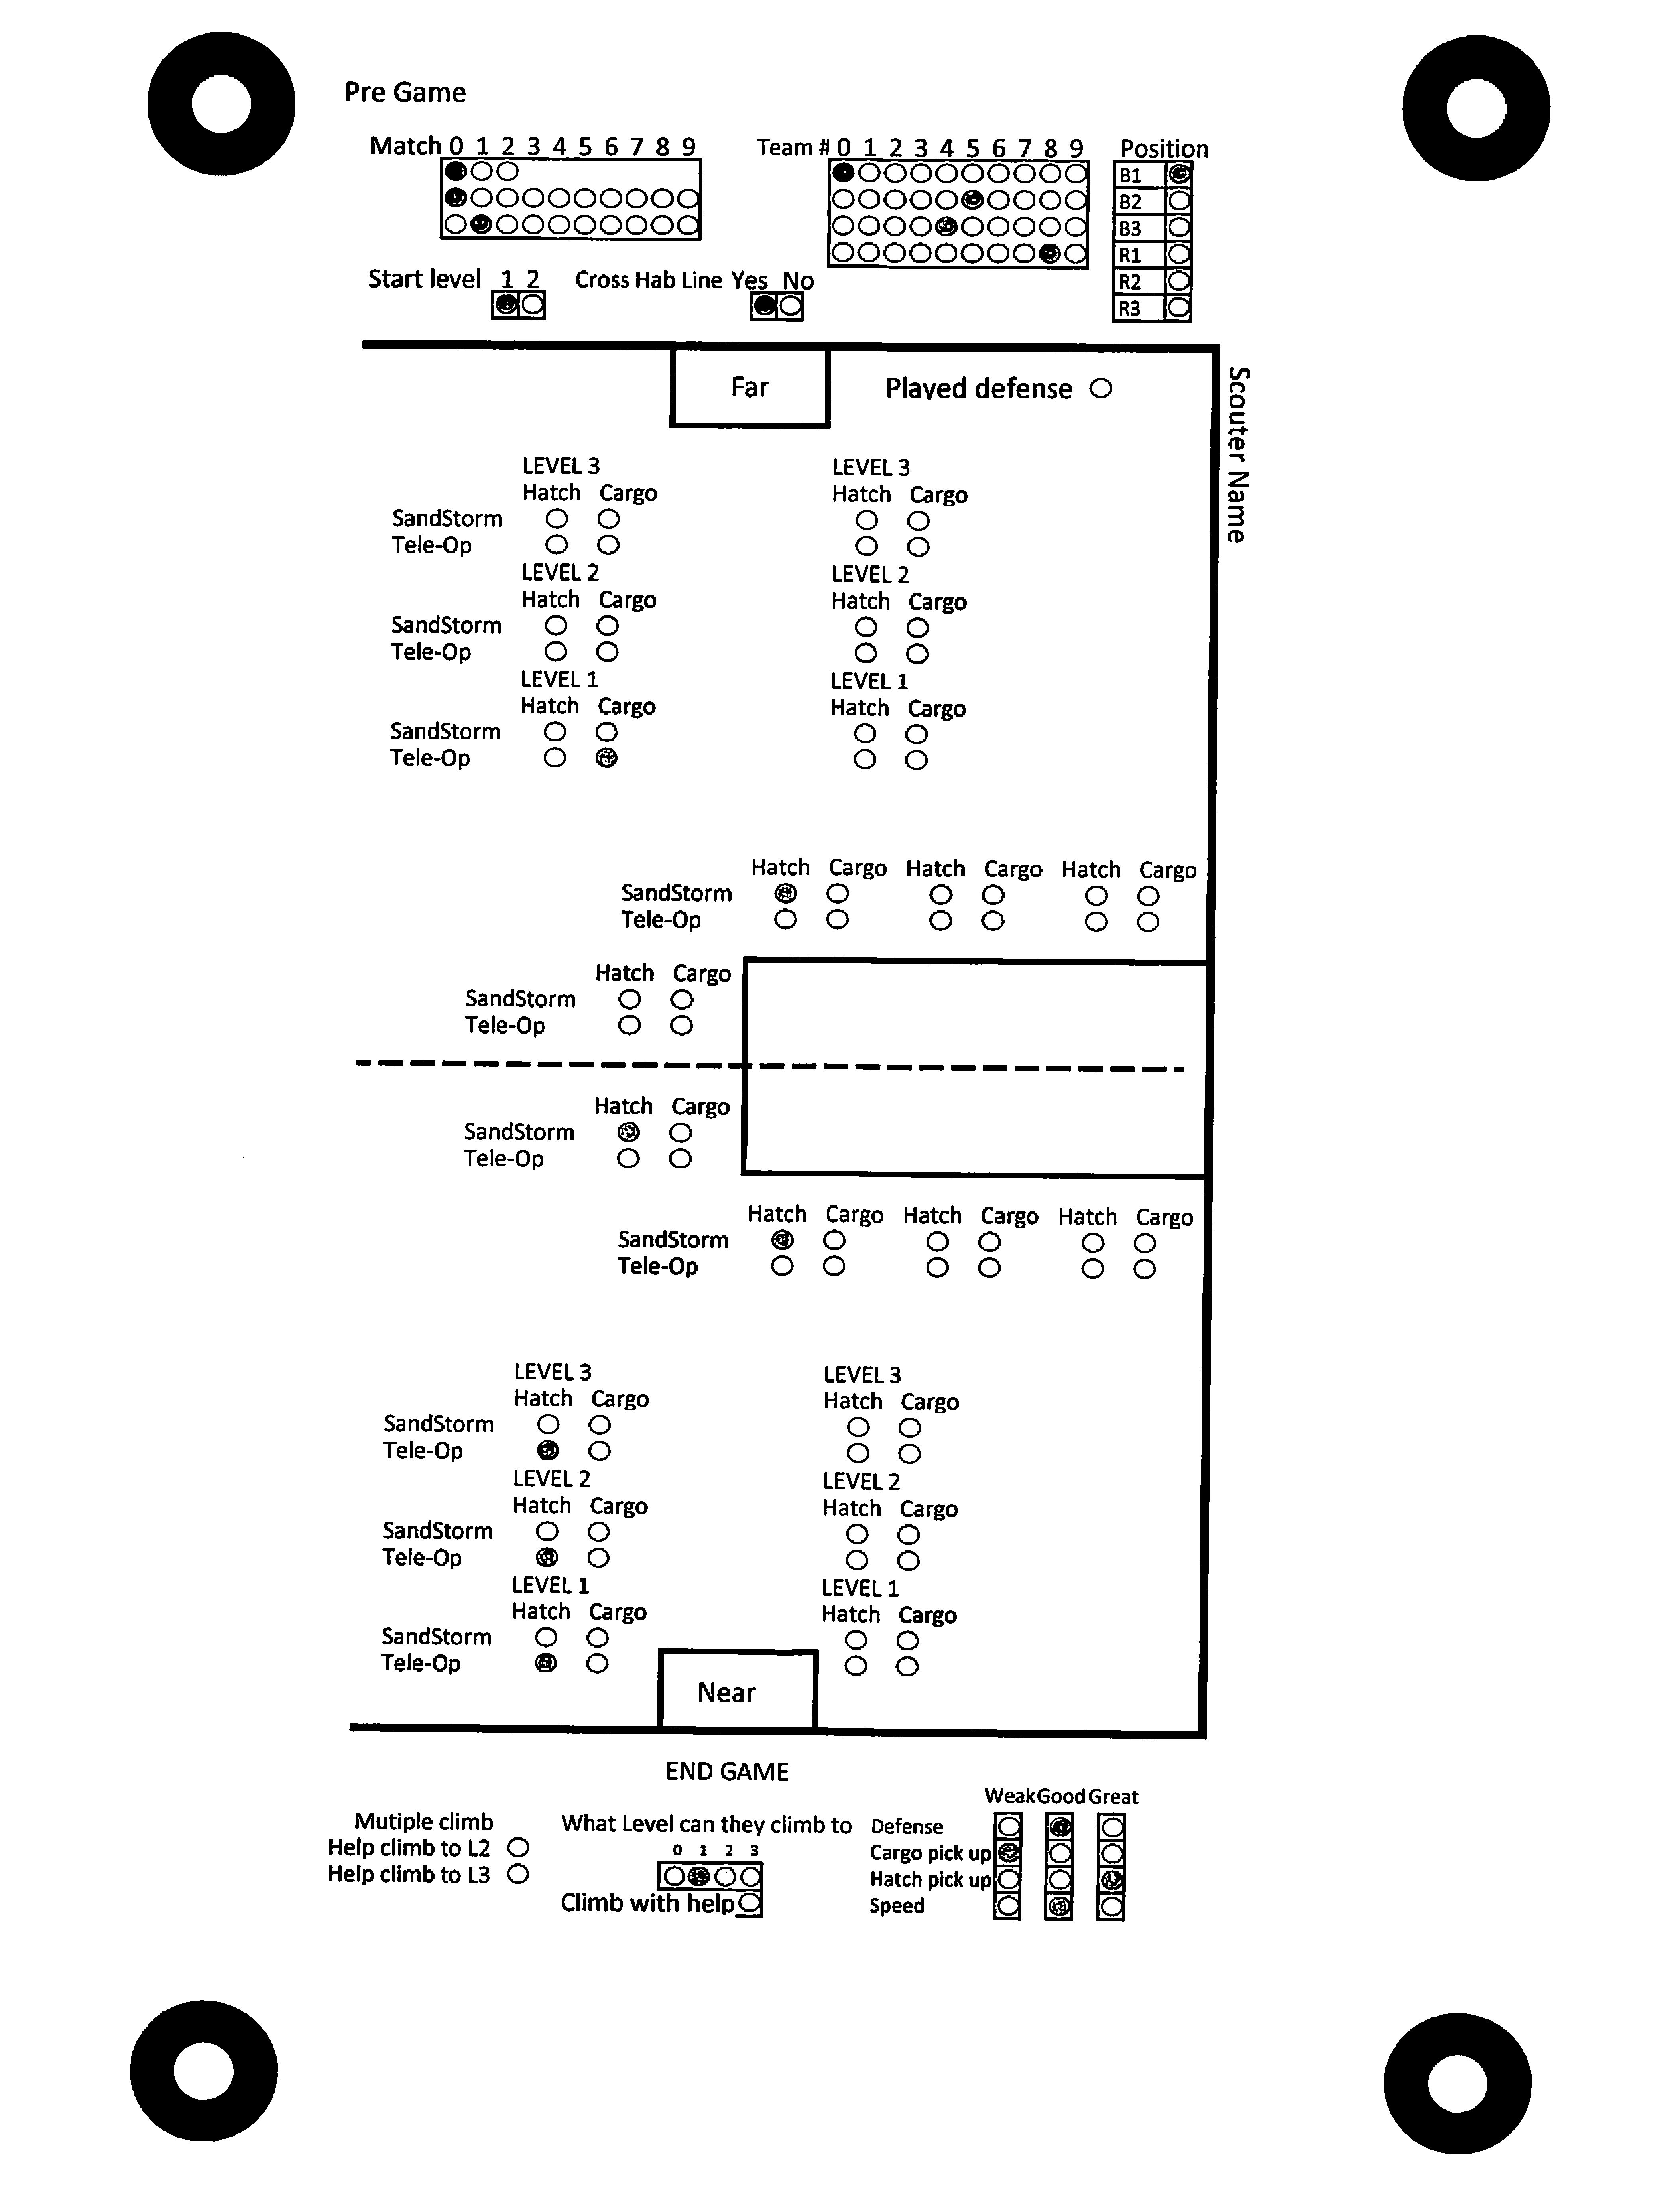 Pre Game
Match 0 1 2 3 4 5 6 7 8 9
Team # 0 1 2 3 4 5 6 7 8 9
Position
B1
B2
B3
R1
R2
R3
Start level 1 2
Cross Hab Line Yes No
Far
Played defense
Scouter Name
LEVEL 3 LEVEL 3
Hatch Cargo Hatch Cargo
SandStorm
Tele-Op
LEVEL 2 LEVEL 2
Hatch Cargo Hatch Cargo
SandStorm
Tele-Op
LEVEL 1 LEVEL 1
Hatch Cargo Hatch Cargo
SandStorm
Tele-Op
Hatch Cargo Hatch Cargo Hatch Cargo
SandStorm
Tele-Op
Hatch Cargo
SandStorm
Tele-Op
Hatch Cargo
SandStorm
Tele-Op
Hatch Cargo Hatch Cargo Hatch Cargo
SandStorm
Tele-Op
LEVEL 3 LEVEL 3
Hatch Cargo Hatch Cargo
SandStorm
Tele-Op
LEVEL 2 LEVEL 2
Hatch Cargo Hatch Cargo
SandStorm
Tele-Op
LEVEL 1 LEVEL 1
Hatch Cargo Hatch Cargo
SandStorm
Tele-Op
Near
END GAME
Mutiple climb
Help climb to L2
Help climb to L3
What Level can they climb to
0 1 2 3
Climb with help
Weak Good Great
Defense
Cargo pick up
Hatch pick up
Speed